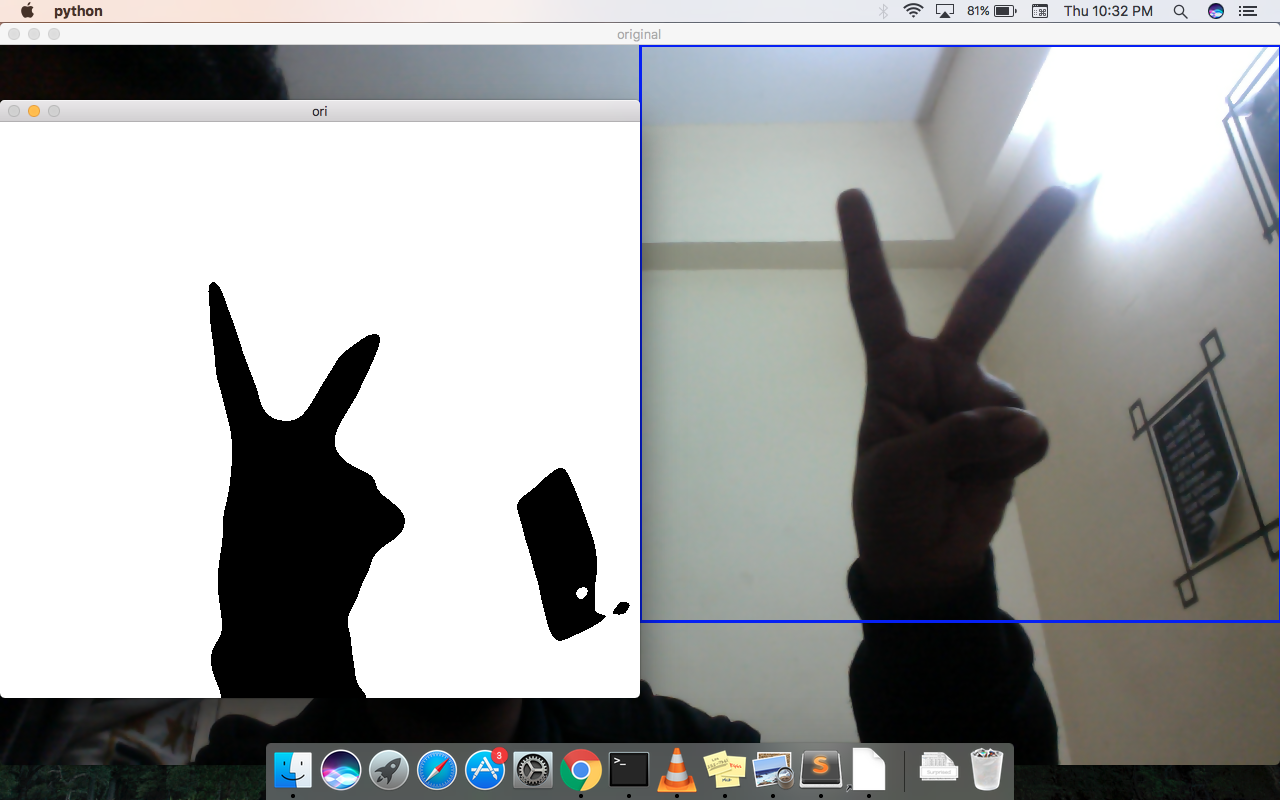 python
81%
Thu 10:32 PM
original
ori
3
>_
S